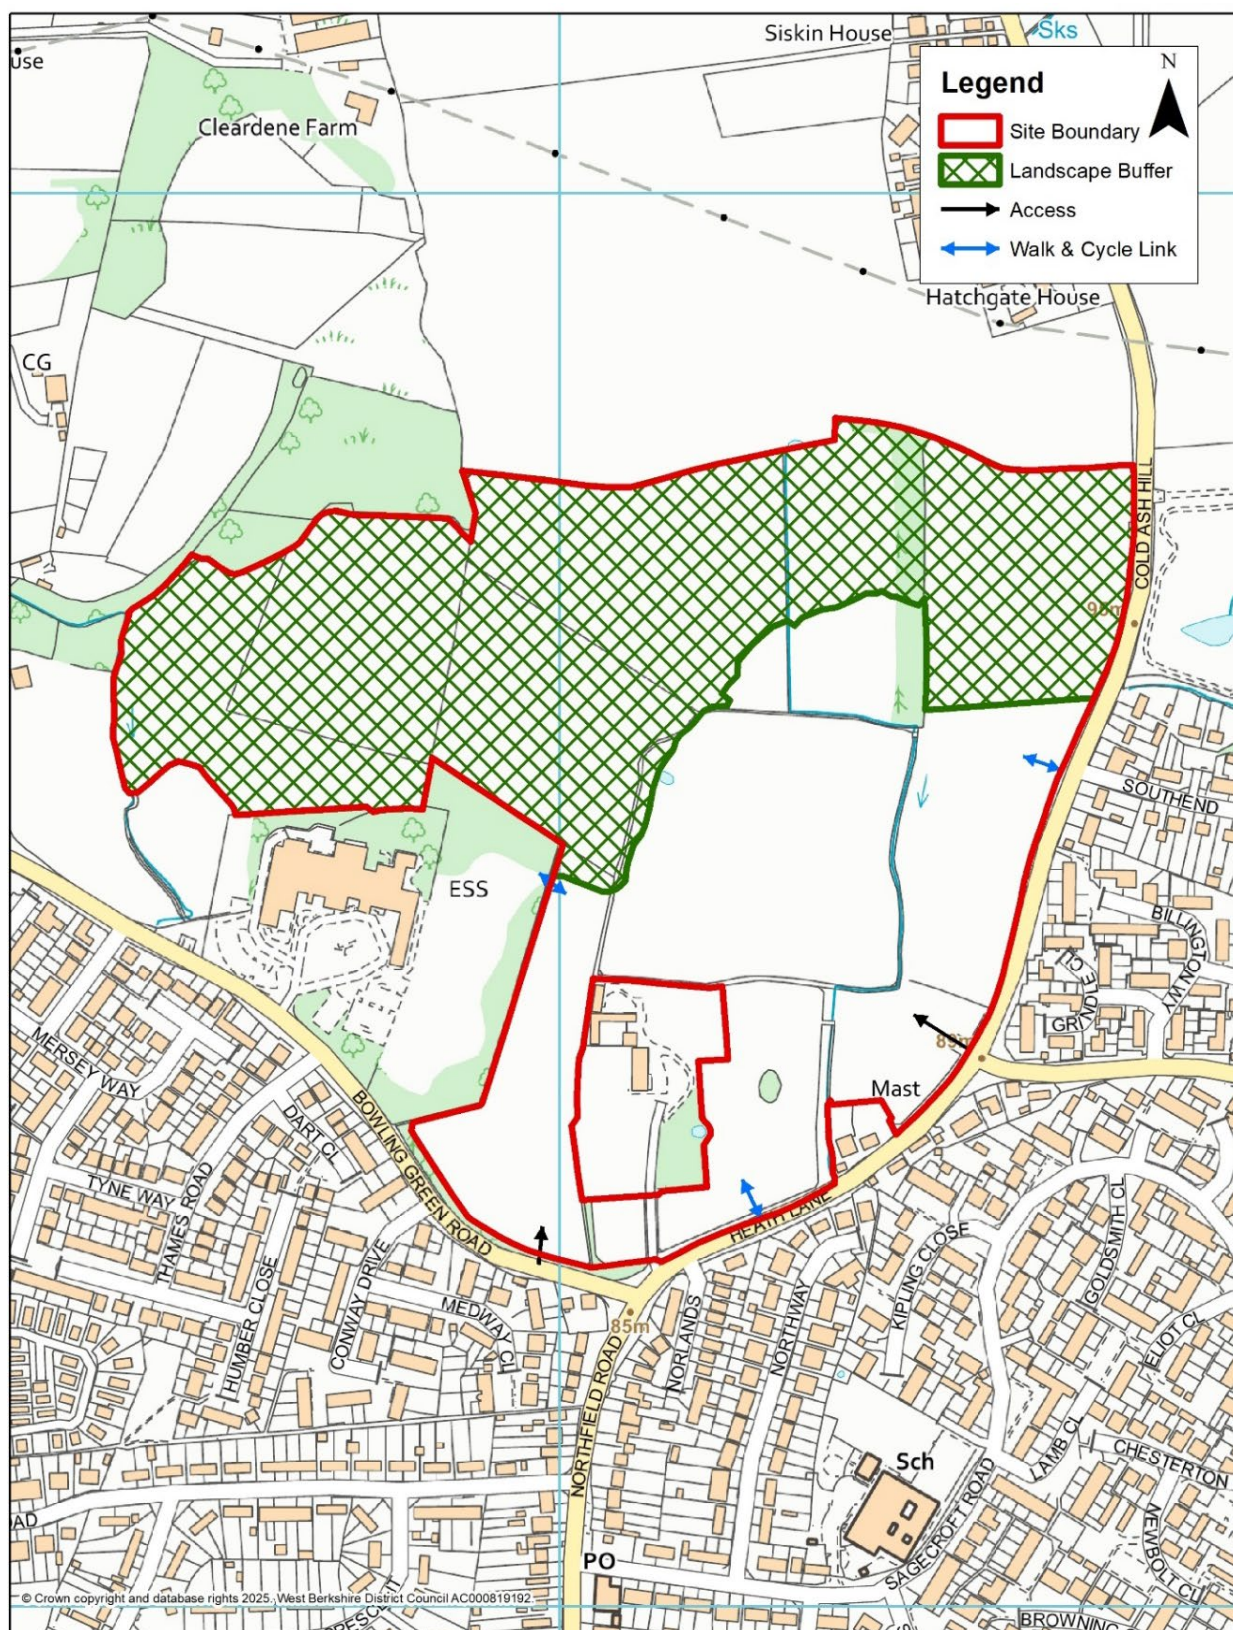 Siskin House
Sks
use
Cleardene Farm
Legend
N
Site Boundary
Landscape Buffer
Access
Walk & Cycle Link
Hatchgate House
CG
COLD ASH HILL
SOUTHEND
ESS
BILLINGTON WY
GRINDLE CL
MERSEY WAY
Mast
DART CL
BOWLING GREEN ROAD
TYNE WAY
THAMES ROAD
HEATH LANE
KIPLING CLOSE
GOLDSMITH CL
HUMBER CLOSE
CONWAY DRIVE
MEDWAY CL
NORLANDS
NORTHWAY
ELIOT CL
85m
NORTHFIELD ROAD
LAMB CL
CHESTERTON
Sch
SAGECROFT ROAD
NEWBOLT CL
OAD
PO
© Crown copyright and database rights 2025. West Berkshire District Council AC000819192.
BROWNING